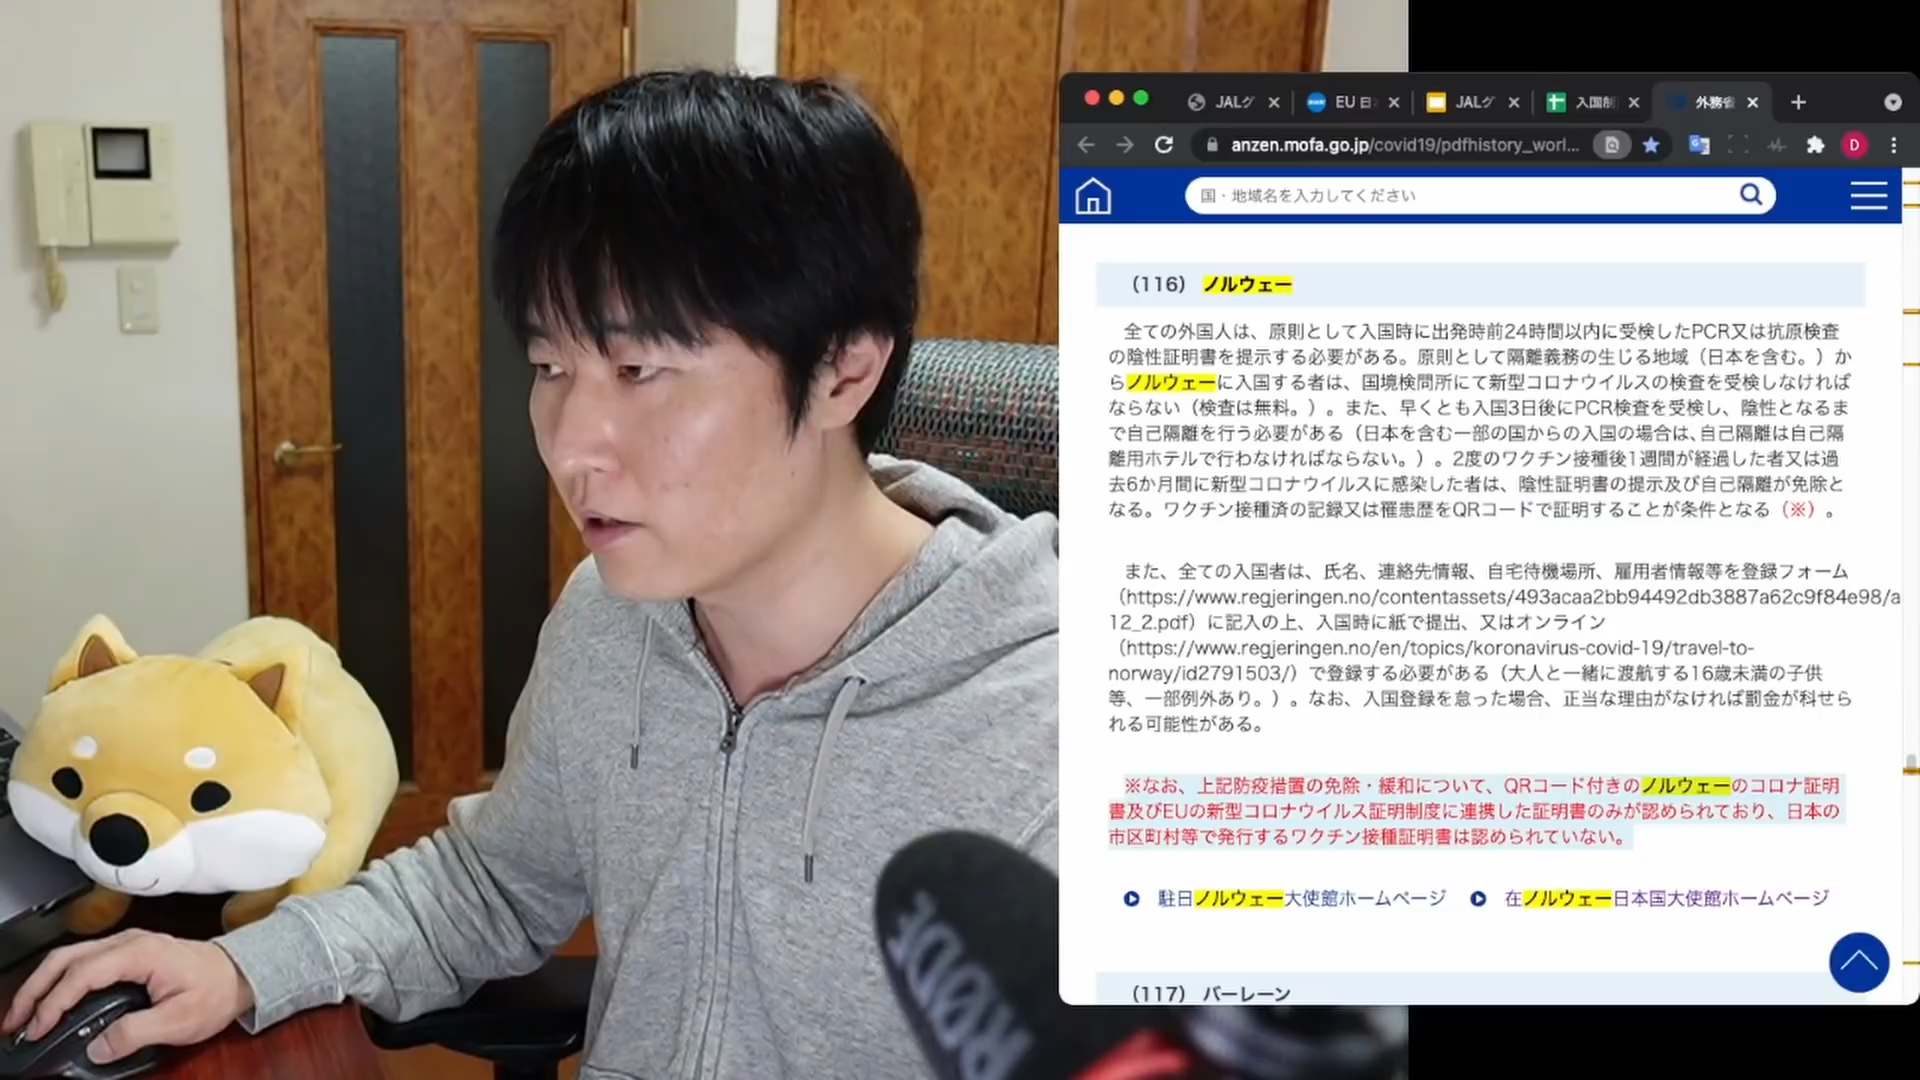 JALグ
EU 日
JALグ
入国制
外務省
anzen.mofa.go.jp/covid19/pdfhistory_worl...
D
国・地域名を入力してください
（116） ノルウェー
全ての外国人は、原則として入国時に出発時前24時間以内に受検したPCR又は抗原検査
の陰性証明書を提示する必要がある。原則として隔離義務の生じる地域（日本を含む。）か
らノルウェーに入国する者は、国境検問所にて新型コロナウイルスの検査を受検しなければ
ならない（検査は無料。）。また、早くとも入国3日後にPCR検査を受検し、陰性となるま
で自己隔離を行う必要がある（日本を含む一部の国からの入国の場合は、自己隔離は自己隔
離用ホテルで行わなければならない。）。2度のワクチン接種後1週間が経過した者又は過
去6か月間に新型コロナウイルスに感染した者は、陰性証明書の提示及び自己隔離が免除と
なる。ワクチン接種済の記録又は罹患歴をQRコードで証明することが条件となる（※）。
また、全ての入国者は、氏名、連絡先情報、自宅待機場所、雇用者情報等を登録フォーム
（https://www.regjeringen.no/contentassets/493acaa2bb94492db3887a62c9f84e98/a
12_2.pdf）に記入の上、入国時に紙で提出、又はオンライン
（https://www.regjeringen.no/en/topics/koronavirus-covid-19/travel-to-
norway/id2791503/）で登録する必要がある（大人と一緒に渡航する16歳未満の子供
等、一部例外あり。）。なお、入国登録を怠った場合、正当な理由がなければ罰金が科せら
れる可能性がある。
※なお、上記防疫措置の免除・緩和について、QRコード付きのノルウェーのコロナ証明
書及びEUの新型コロナウイルス証明制度に連携した証明書のみが認められており、日本の
市区町村等で発行するワクチン接種証明書は認められていない。
駐日ノルウェー大使館ホームページ
在ノルウェー日本国大使館ホームページ
（117） バーレーン
RØDE